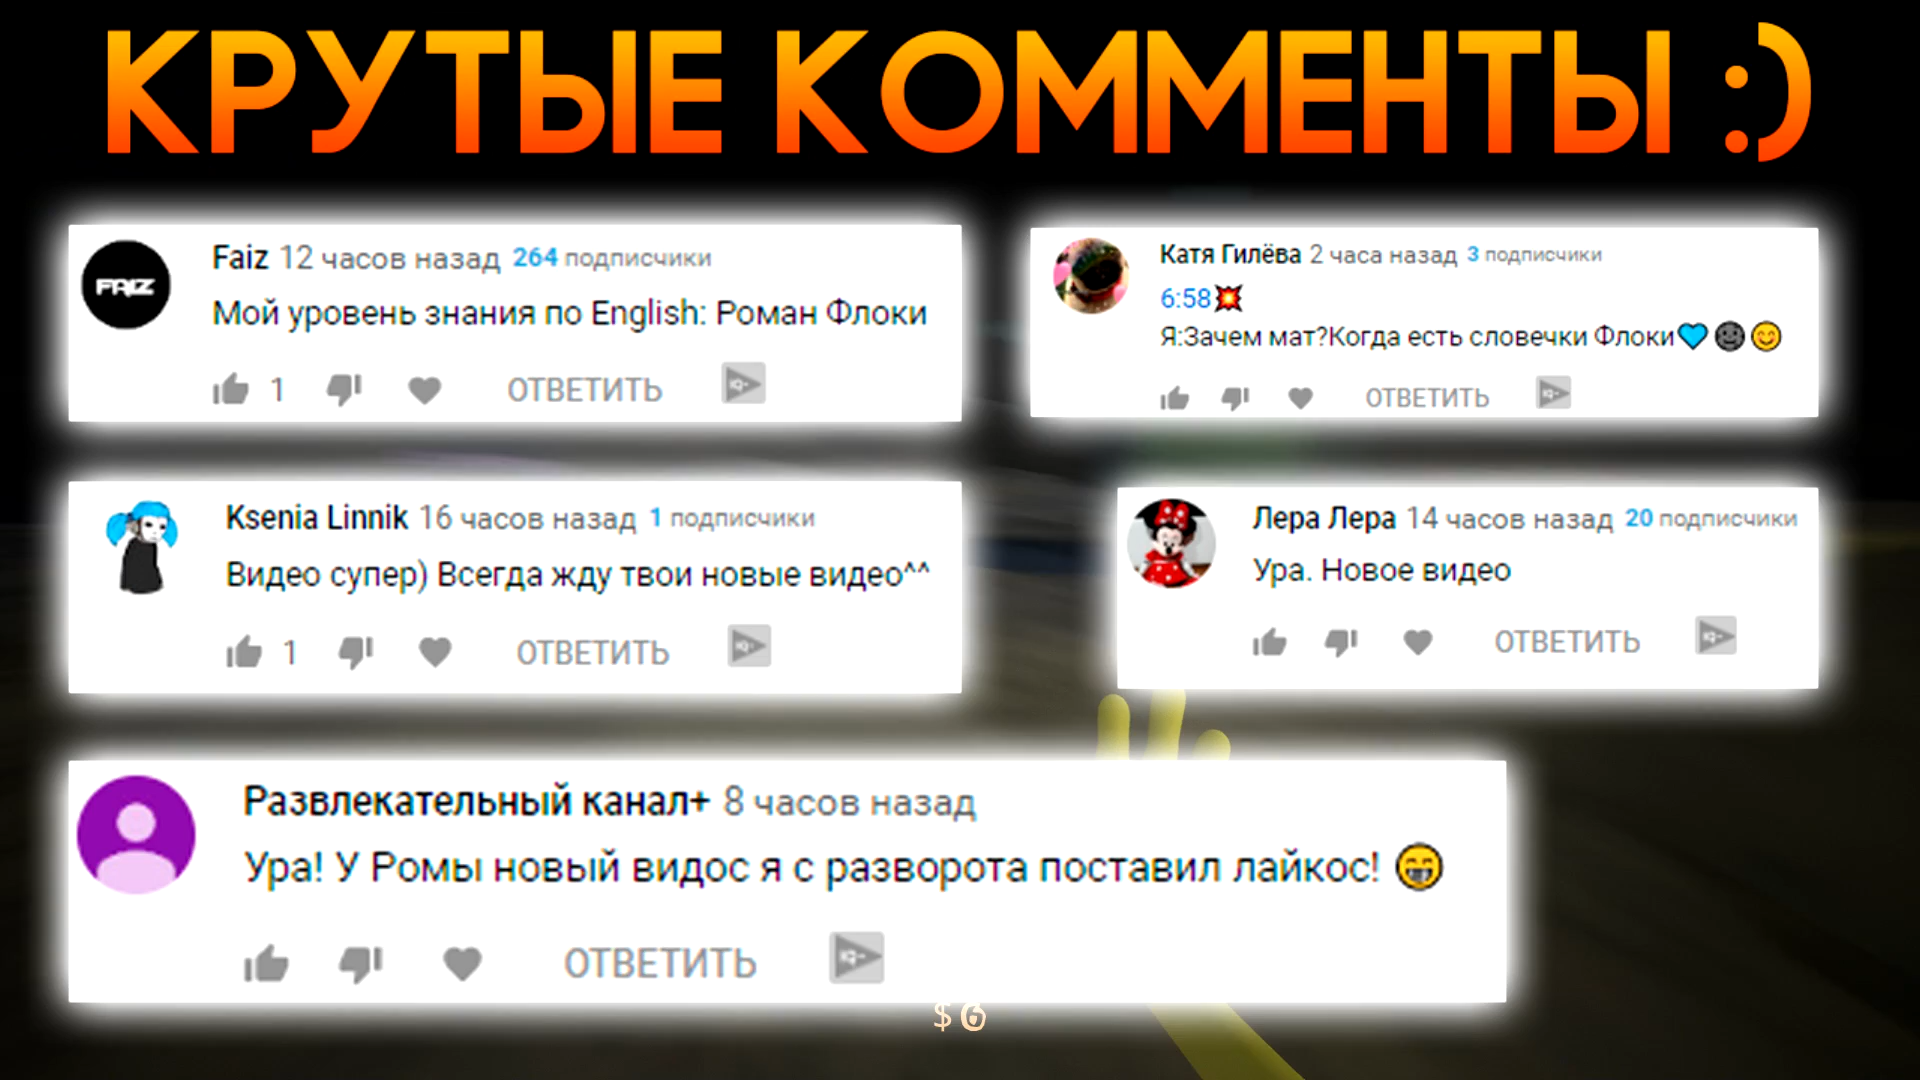 КРУТЫЕ КОММЕНТЫ :)
FAIZ
Faiz 12 часов назад 264 подписчики
Мой уровень знания по English: Роман Флоки
1 ОТВЕТИТЬ
Катя Гилёва 2 часа назад 3 подписчики
6:58💥
Я:Зачем мат?Когда есть словечки Флоки💙🌚😊
ОТВЕТИТЬ
Ksenia Linnik 16 часов назад 1 подписчики
Видео супер) Всегда жду твои новые видео^^
1 ОТВЕТИТЬ
Лера Лера 14 часов назад 20 подписчики
Ура. Новое видео
ОТВЕТИТЬ
Развлекательный канал+ 8 часов назад
Ура! У Ромы новый видос я с разворота поставил лайкос! 😁
ОТВЕТИТЬ